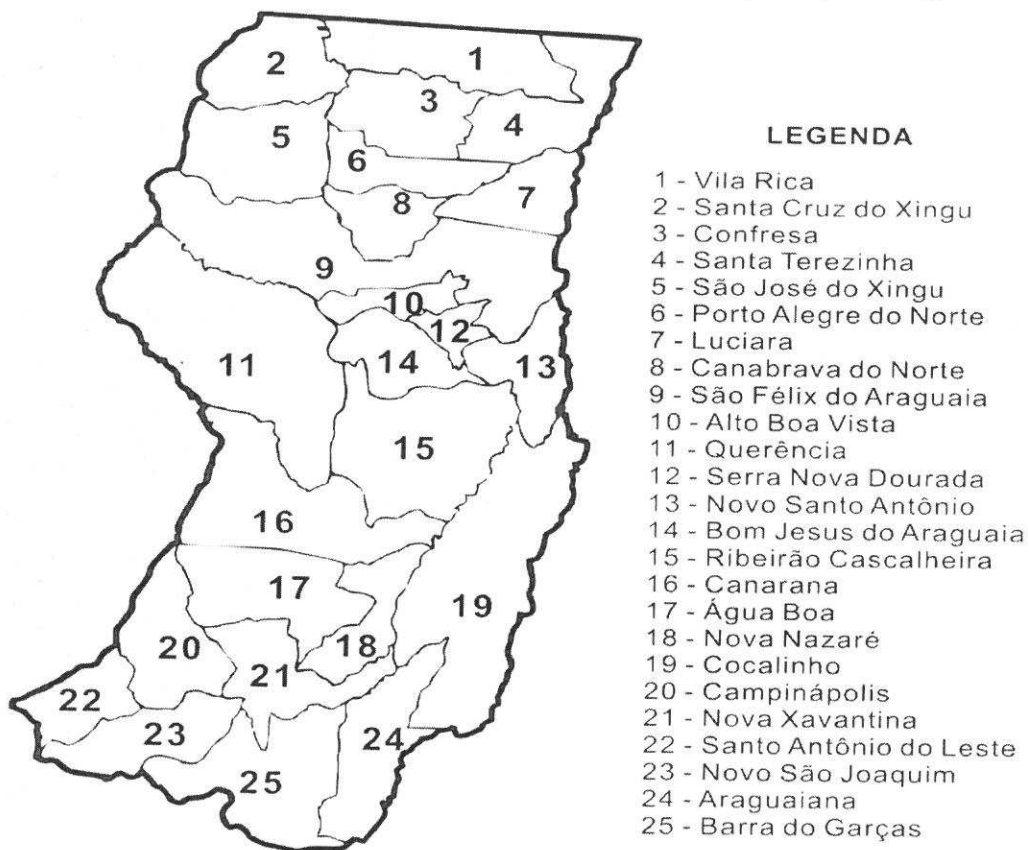 1
2
3
4
5
6
7
8
9
10
12
11
14
13
15
16
17
18
19
20
21
22
23
24
25
LEGENDA
1 - Vila Rica
2 - Santa Cruz do Xingu
3 - Confresa
4 - Santa Terezinha
5 - São José do Xingu
6 - Porto Alegre do Norte
7 - Luciara
8 - Canabrava do Norte
9 - São Félix do Araguaia
10 - Alto Boa Vista
11 - Querência
12 - Serra Nova Dourada
13 - Novo Santo Antônio
14 - Bom Jesus do Araguaia
15 - Ribeirão Cascalheira
16 - Canarana
17 - Água Boa
18 - Nova Nazaré
19 - Cocalinho
20 - Campinápolis
21 - Nova Xavantina
22 - Santo Antônio do Leste
23 - Novo São Joaquim
24 - Araguaiana
25 - Barra do Garças